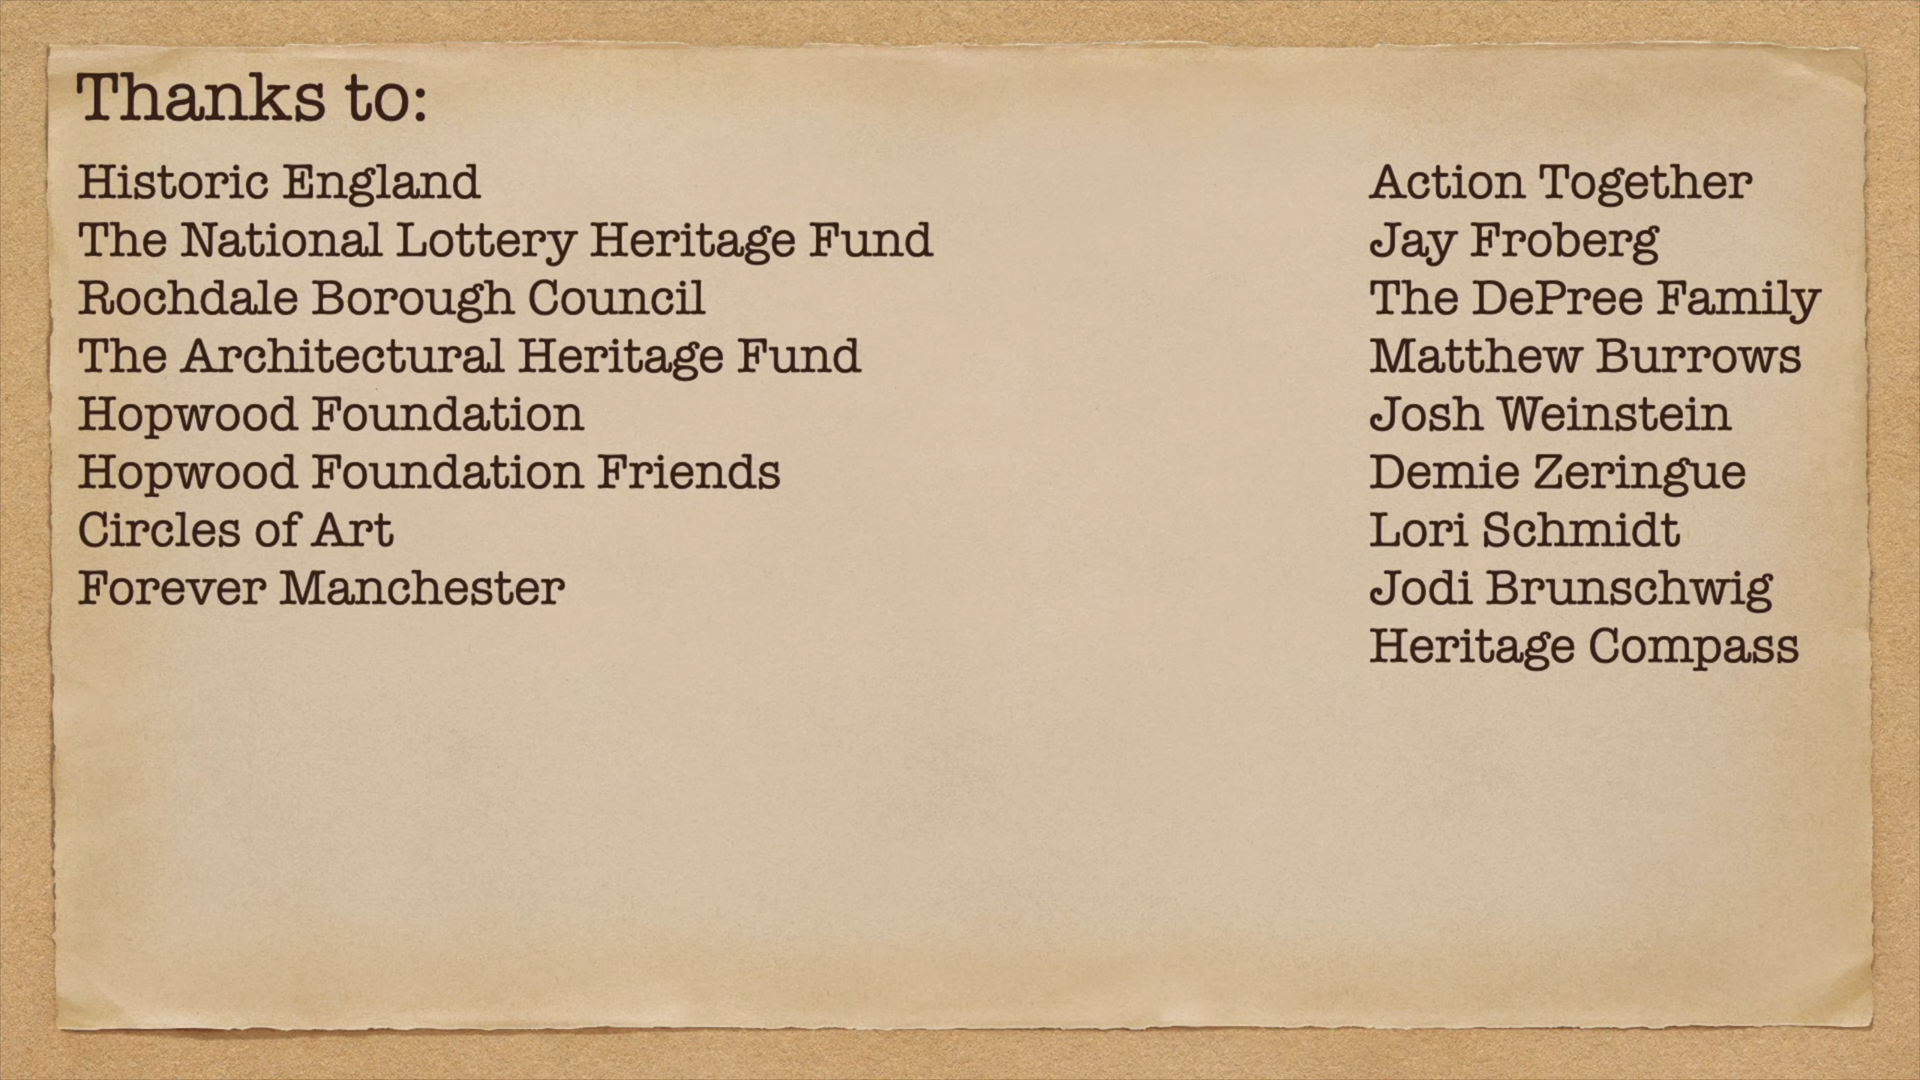 Thanks to:
Historic England
The National Lottery Heritage Fund
Rochdale Borough Council
The Architectural Heritage Fund
Hopwood Foundation
Hopwood Foundation Friends
Circles of Art
Forever Manchester
Action Together
Jay Froberg
The DePree Family
Matthew Burrows
Josh Weinstein
Demie Zeringue
Lori Schmidt
Jodi Brunschwig
Heritage Compass